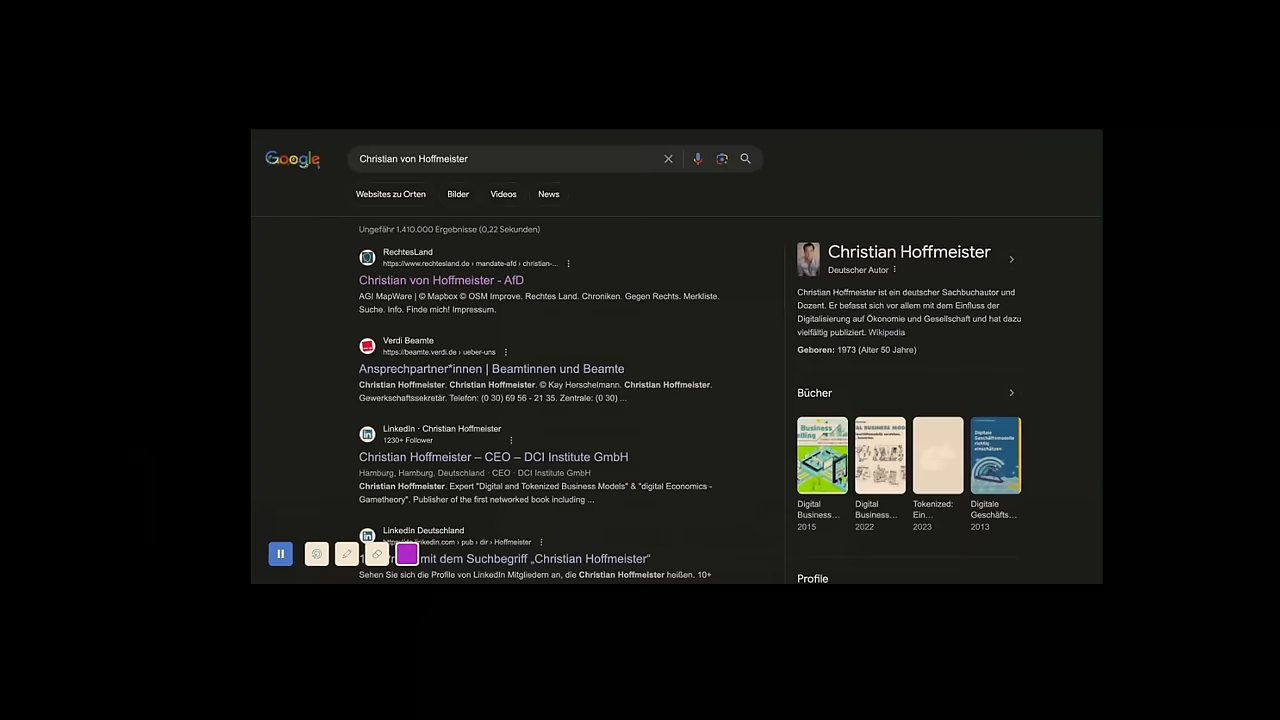 Google
Christian von Hoffmeister
Websites zu Orten
Bilder
Videos
News
Ungefähr 1.410.000 Ergebnisse (0,22 Sekunden)
RechtesLand
https://www.rechtesland.de › mandate-afd › christian-...
Christian von Hoffmeister - AfD
AGI MapWare | © Mapbox © OSM Improve. Rechtes Land. Chroniken. Gegen Rechts. Merkliste.
Suche. Info. Finde mich! Impressum.
Verdi Beamte
https://beamte.verdi.de › ueber-uns
Ansprechpartner*innen | Beamtinnen und Beamte
Christian Hoffmeister. Christian Hoffmeister. © Kay Herschelmann. Christian Hoffmeister.
Gewerkschaftssekretär. Telefon: (0 30) 69 56 - 21 35. Zentrale: (0 30) ...
LinkedIn · Christian Hoffmeister
1230+ Follower
Christian Hoffmeister – CEO – DCI Institute GmbH
Hamburg, Hamburg, Deutschland · CEO · DCI Institute GmbH
Christian Hoffmeister. Expert "Digital and Tokenized Business Models" & "digital Economics -
Gametheory". Publisher of the first networked book including ...
LinkedIn Deutschland
linkedin.com › pub › dir › Hoffmeister
mit dem Suchbegriff „Christian Hoffmeister“
Sehen Sie sich die Profile von LinkedIn Mitgliedern an, die Christian Hoffmeister heißen. 10+
Christian Hoffmeister
Deutscher Autor
Christian Hoffmeister ist ein deutscher Sachbuchautor und
Dozent. Er befasst sich vor allem mit dem Einfluss der
Digitalisierung auf Ökonomie und Gesellschaft und hat dazu
vielfältig publiziert. Wikipedia
Geboren: 1973 (Alter 50 Jahre)
Bücher
Digital
Business...
2015
Digital
Business...
2022
Tokenized:
Ein...
2023
Digitale
Geschäfts...
2013
Profile